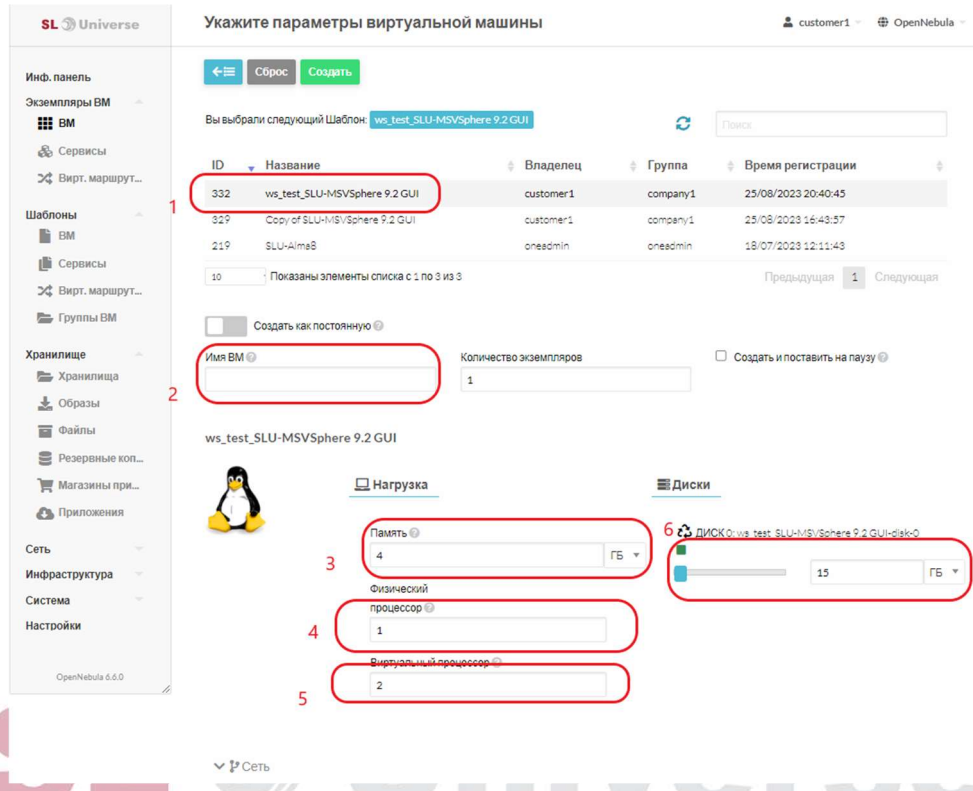 SL Universe
Укажите параметры виртуальной машины
customer1
OpenNebula
Инф. панель
Экземпляры ВМ
ВМ
Сервисы
Вирт. маршрут...
Шаблоны
ВМ
Сервисы
Вирт. маршрут...
Группы ВМ
Хранилище
Хранилища
Образы
Файлы
Резервные коп...
Магазины при...
Приложения
Сеть
Инфраструктура
Система
Настройки
OpenNebula 6.6.0
Сброс
Создать
Вы выбрали следующий Шаблон: ws_test_SLU-MSVSphere 9.2 GUI
Поиск
ID Название Владелец Группа Время регистрации
1
332 ws_test_SLU-MSVSphere 9.2 GUI customer1 company1 25/08/2023 20:40:45
329 Copy of SLU-MSVSphere 9.2 GUI customer1 company1 25/08/2023 16:43:57
219 SLU-Alma8 oneadmin oneadmin 18/07/2023 12:11:43
10 Показаны элементы списка с 1 по 3 из 3
Предыдущая 1 Следующая
Создать как постоянную
2
Имя ВМ
Количество экземпляров
1
Создать и поставить на паузу
ws_test_SLU-MSVSphere 9.2 GUI
Нагрузка
Диски
3
Память
4 ГБ
4
Физический
процессор
1
5
Виртуальный процессор
2
6
ДИСК 0: ws_test_SLU-MSVSphere 9.2 GUI-disk-0
15 ГБ
Сеть